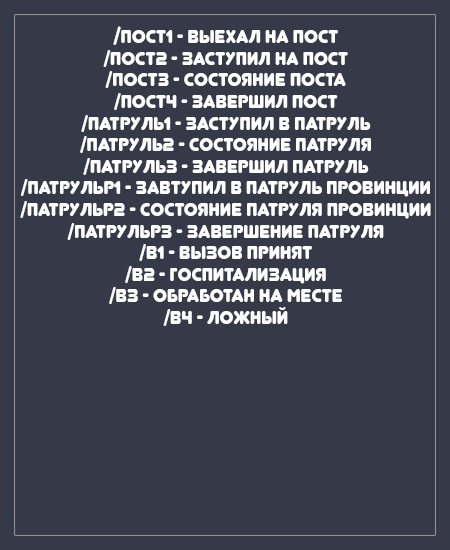 /ПОСТ1 - ВЫЕХАЛ НА ПОСТ
/ПОСТ2 - ЗАСТУПИЛ НА ПОСТ
/ПОСТ3 - СОСТОЯНИЕ ПОСТА
/ПОСТ4 - ЗАВЕРШИЛ ПОСТ
/ПАТРУЛЬ1 - ЗАСТУПИЛ В ПАТРУЛЬ
/ПАТРУЛЬ2 - СОСТОЯНИЕ ПАТРУЛЯ
/ПАТРУЛЬ3 - ЗАВЕРШИЛ ПАТРУЛЬ
/ПАТРУЛЬР1 - ЗАВТУПИЛ В ПАТРУЛЬ ПРОВИНЦИИ
/ПАТРУЛЬР2 - СОСТОЯНИЕ ПАТРУЛЯ ПРОВИНЦИИ
/ПАТРУЛЬР3 - ЗАВЕРШЕНИЕ ПАТРУЛЯ
/В1 - ВЫЗОВ ПРИНЯТ
/В2 - ГОСПИТАЛИЗАЦИЯ
/В3 - ОБРАБОТАН НА МЕСТЕ
/В4 - ЛОЖНЫЙ